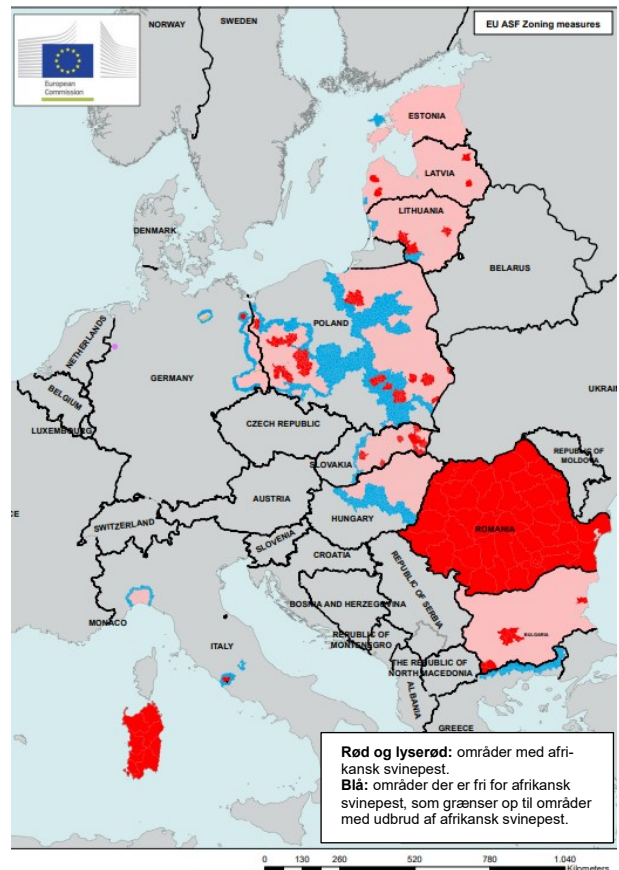 NORWAY
SWEDEN
EU ASF Zoning measures
European
Commission
ESTONIA
LATVIA
LITHUANIA
DENMARK
BELARUS
POLAND
NETHERLANDS
GERMANY
BELGIUM
LUXEMBOURG
UKRAIN
CZECH REPUBLIC
SLOVAKIA
REPUBLIC OF
MOLDOVA
AUSTRIA
HUNGARY
CE
SWITZERLAND
ROMANIA
SLOVENIA
CROATIA
BOSNIA AND HERZEGOVINA
REPUBLIC OF SERBIA
MONACO
ITALY
REPUBLIC OF
MONTENEGRO
BULGARIA
THE REPUBLIC OF
NORTH MACEDONIA
ALBANIA
GREECE
Rød og lyserød: områder med afri-
kansk svinepest.
Blå: områder der er fri for afrikansk
svinepest, som grænser op til områder
med udbrud af afrikansk svinepest.
0 130 260 520 780 1.040
Kilometers